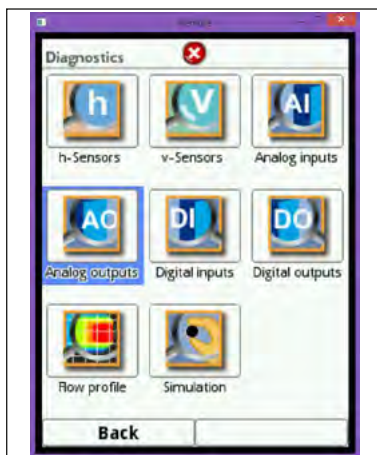 Diagnostics
h V AI
h-Sensors v-Sensors Analog inputs
AO DI DO
Analog outputs Digital inputs Digital outputs
Flow profile Simulation
Back